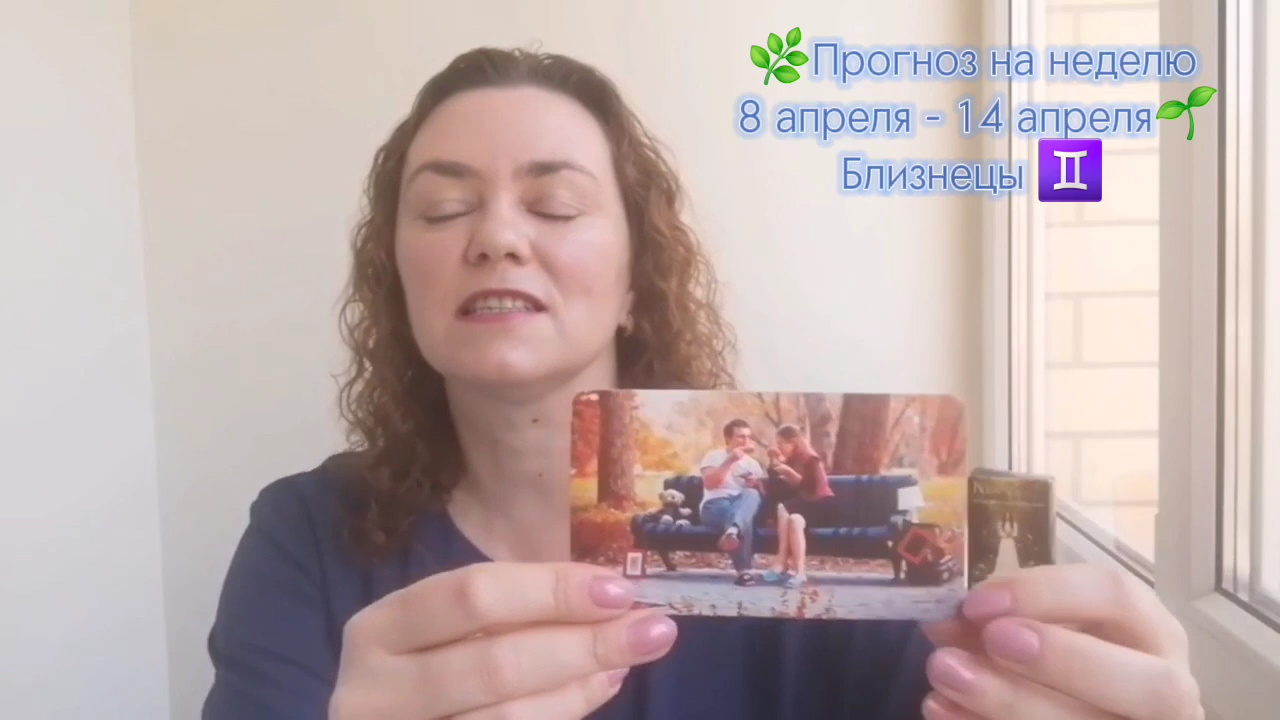 🌿Прогноз на неделю
8 апреля - 14 апреля🌱
Близнецы ♊